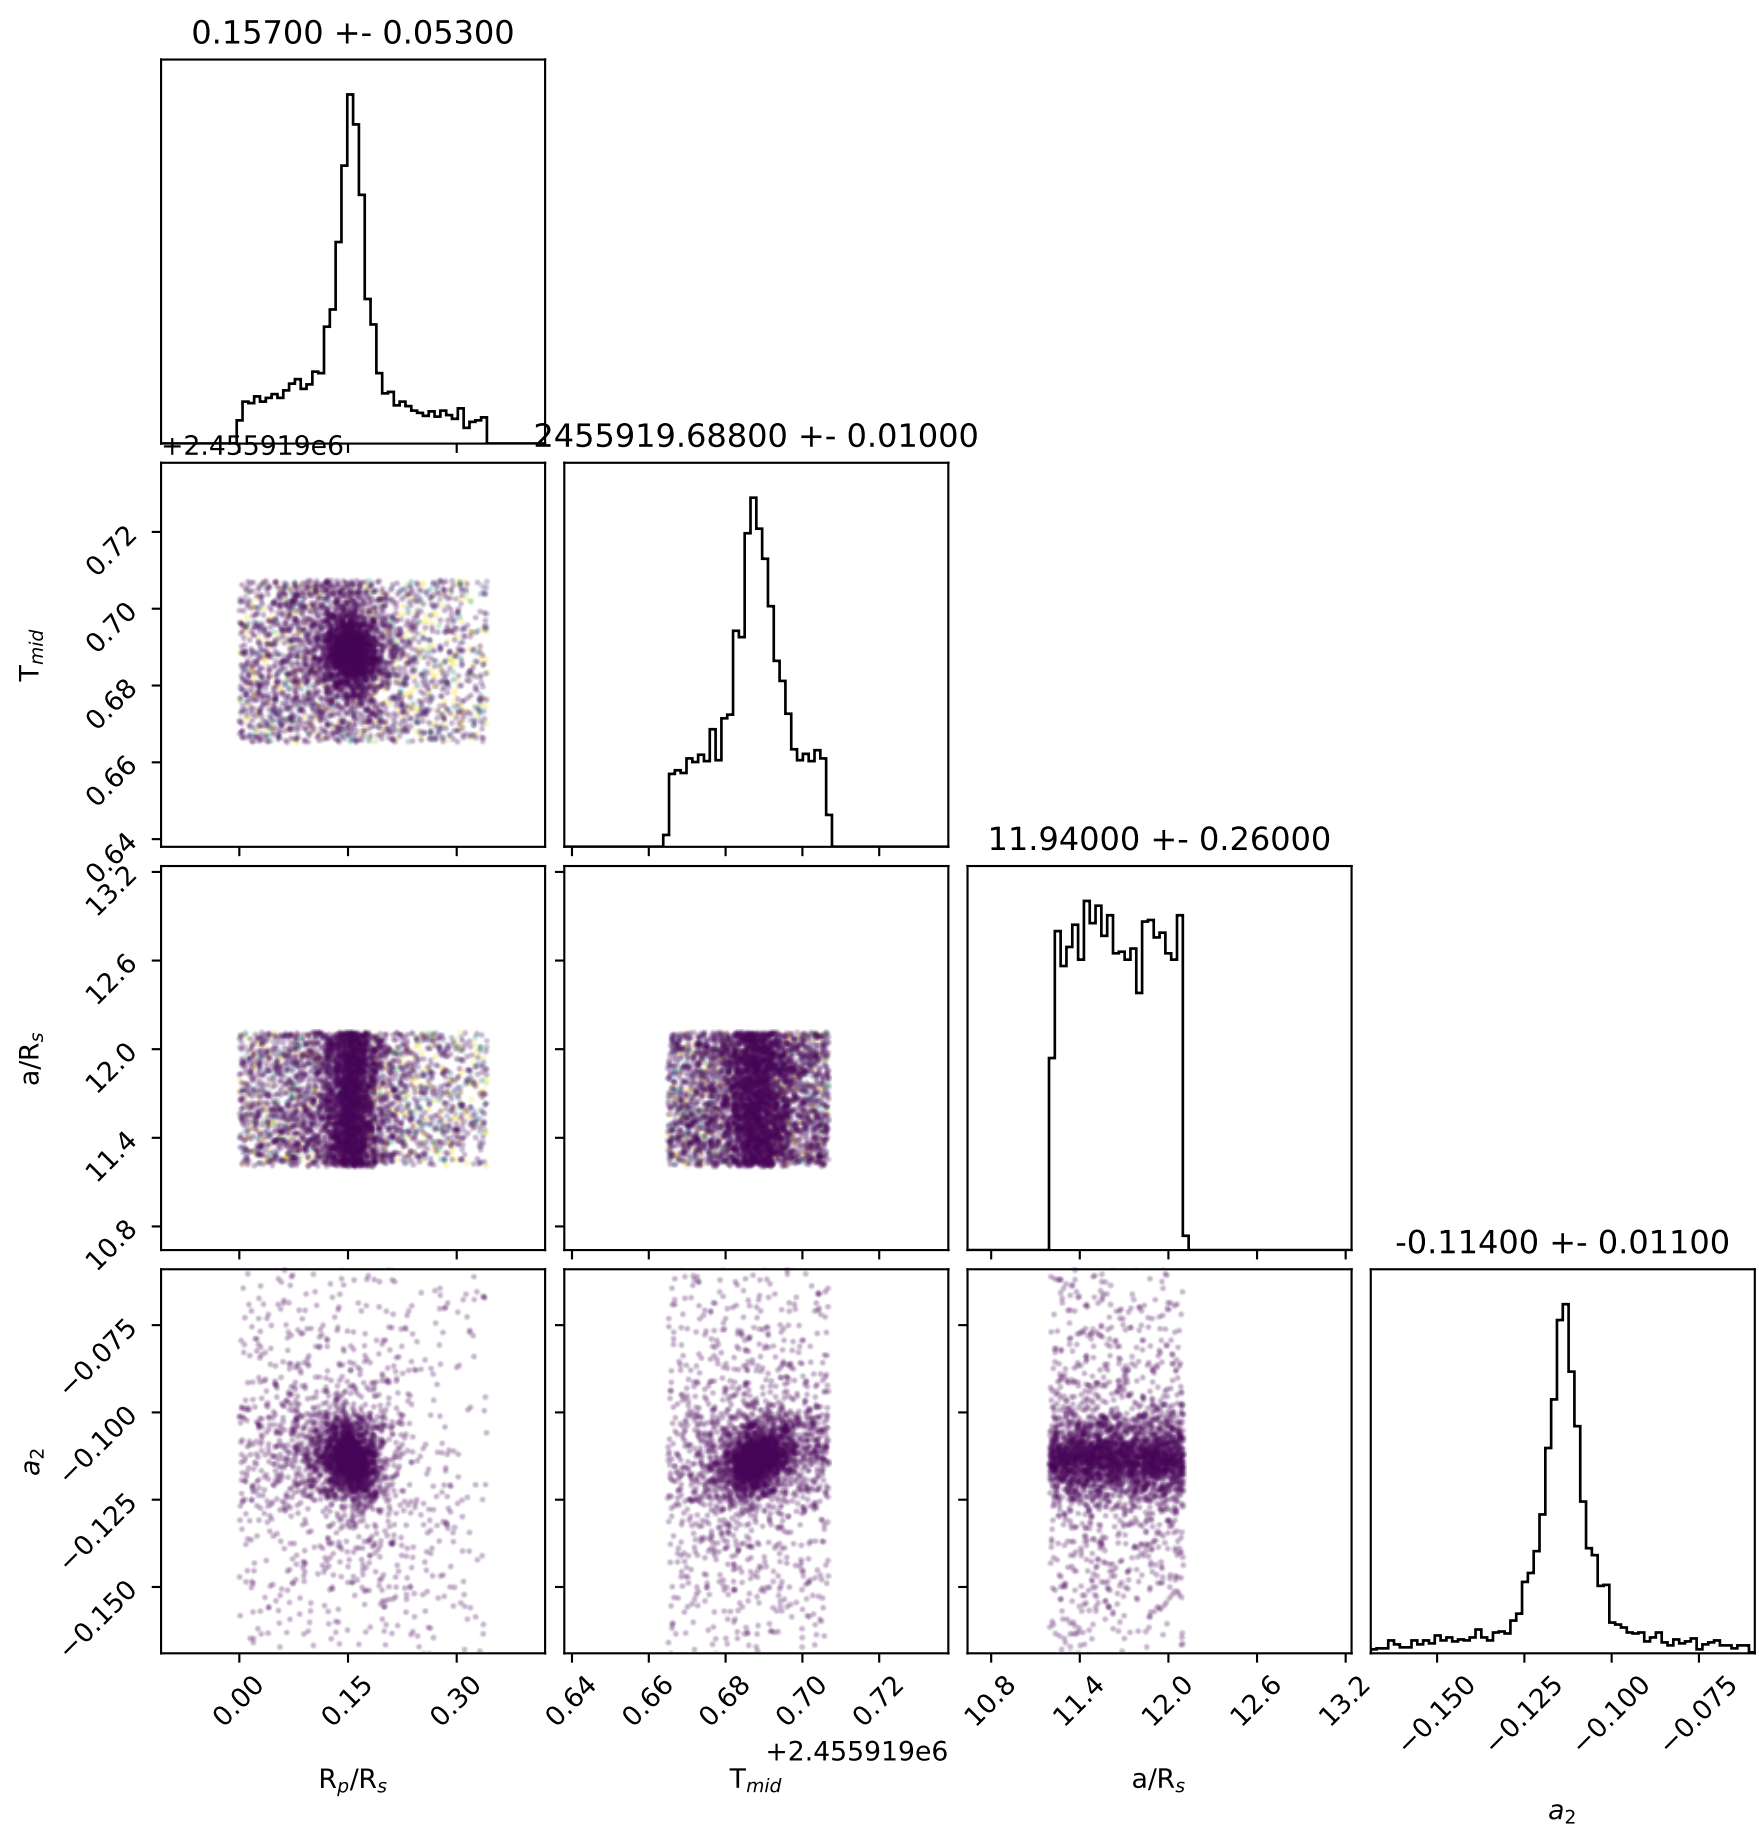 0.15700 +- 0.05300
+2.455919e6
2455919.68800 +- 0.01000
T_mid
0.72
0.70
0.68
0.66
0.64
11.94000 +- 0.26000
a/R_s
13.2
12.6
12.0
11.4
10.8
-0.11400 +- 0.01100
a_2
−0.075
−0.100
−0.125
−0.150
0.00 0.15 0.30
0.64 0.66 0.68 0.70 0.72
10.8 11.4 12.0 12.6 13.2
−0.150 −0.125 −0.100 −0.075
+2.455919e6
R_p/R_s
T_mid
a/R_s
a_2